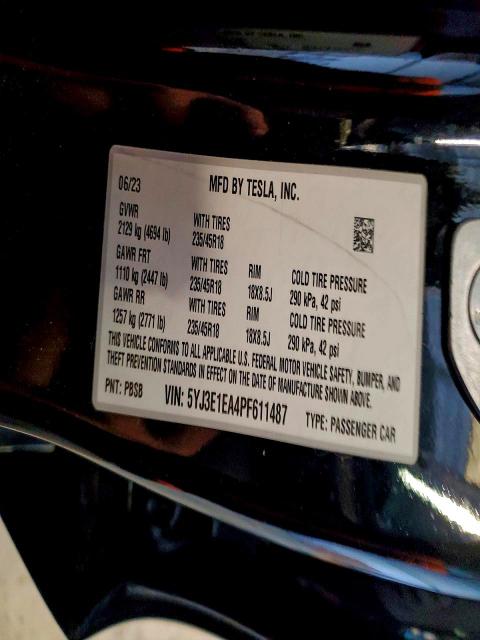 06/23 MFD BY TESLA, INC.
GVWR WITH TIRES
2129 kg (4694 lb) 235/45R18
GAWR FRT WITH TIRES RIM COLD TIRE PRESSURE
1110 kg (2447 lb) 235/45R18 18X8.5J 290 kPa, 42 psi
GAWR RR WITH TIRES RIM COLD TIRE PRESSURE
1257 kg (2771 lb) 235/45R18 18X8.5J 290 kPa, 42 psi
THIS VEHICLE CONFORMS TO ALL APPLICABLE U.S. FEDERAL MOTOR VEHICLE SAFETY, BUMPER, AND
THEFT PREVENTION STANDARDS IN EFFECT ON THE DATE OF MANUFACTURE SHOWN ABOVE.
PNT: PBSB VIN: 5YJ3E1EA4PF611487 TYPE: PASSENGER CAR